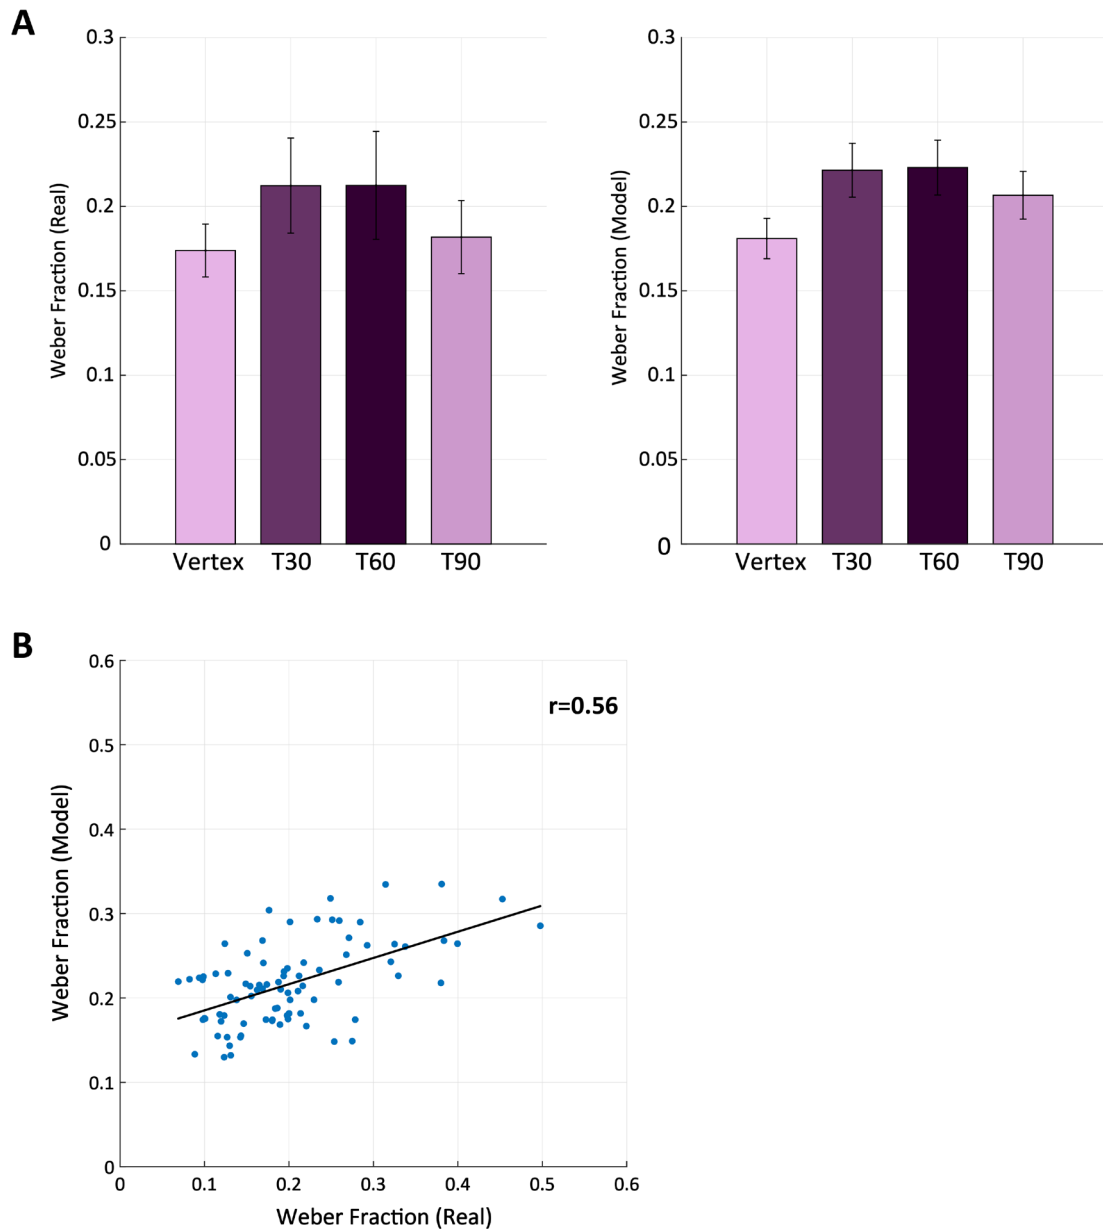 A
0.3
0.25
0.2
0.15
0.1
0.05
0
Weber Fraction (Real)
Vertex T30 T60 T90
0.3
0.25
0.2
0.15
0.1
0.05
0
Weber Fraction (Model)
Vertex T30 T60 T90
B
0.6
0.5
0.4
0.3
0.2
0.1
0
Weber Fraction (Model)
r=0.56
0 0.1 0.2 0.3 0.4 0.5 0.6
Weber Fraction (Real)